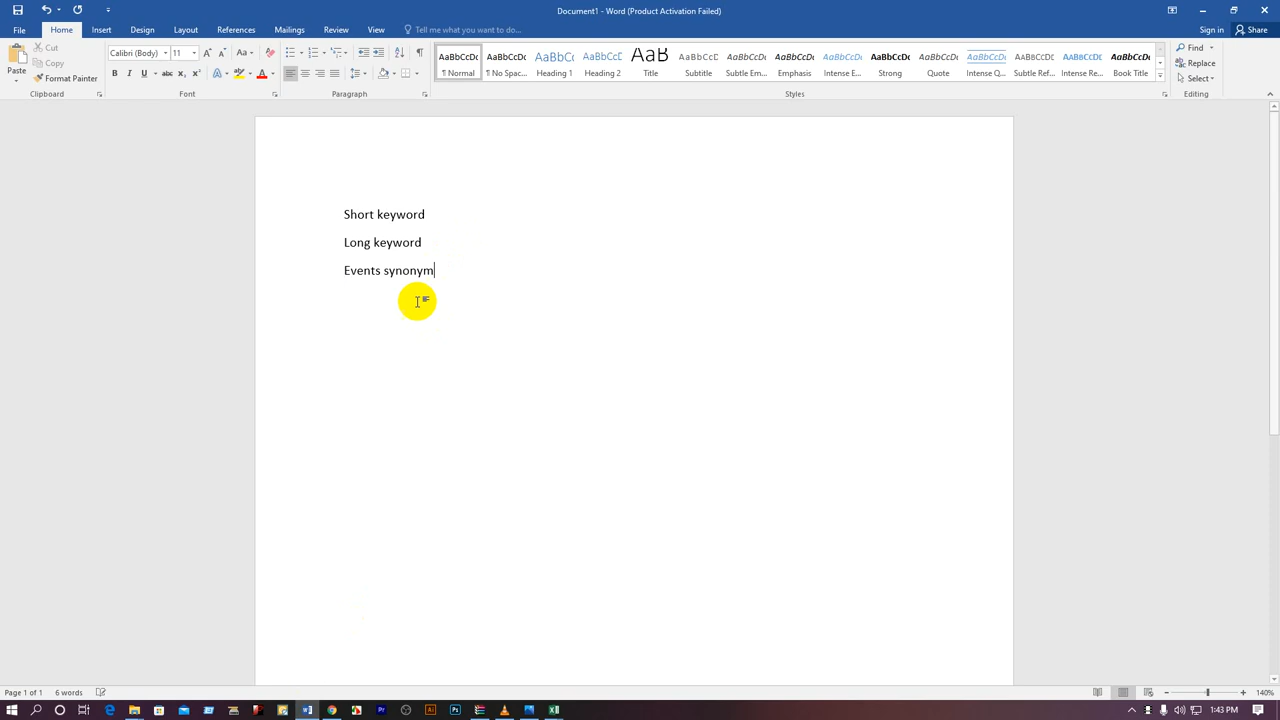 Document1 - Word (Product Activation Failed)
File Home Insert Design Layout References Mailings Review View Tell me what you want to do... Sign in Share
Paste Cut Copy Format Painter Clipboard
Calibri (Body) 11 Font
Paragraph
AaBbCcDc AaBbCcDc AaBbCc AaBbCcD AaB AaBbCcD AaBbCcDc AaBbCcDc AaBbCcDc AaBbCcDc AaBbCcDc AaBbCcDc AaBbCcDc AaBbCcDc AaBbCcDc
¶ Normal ¶ No Spac... Heading 1 Heading 2 Title Subtitle Subtle Em... Emphasis Intense E... Strong Quote Intense Q... Subtle Ref... Intense Re... Book Title
Styles
Find
Replace
Select
Editing
Short keyword
Long keyword
Events synonym
Page 1 of 1 6 words 140%
1:43 PM